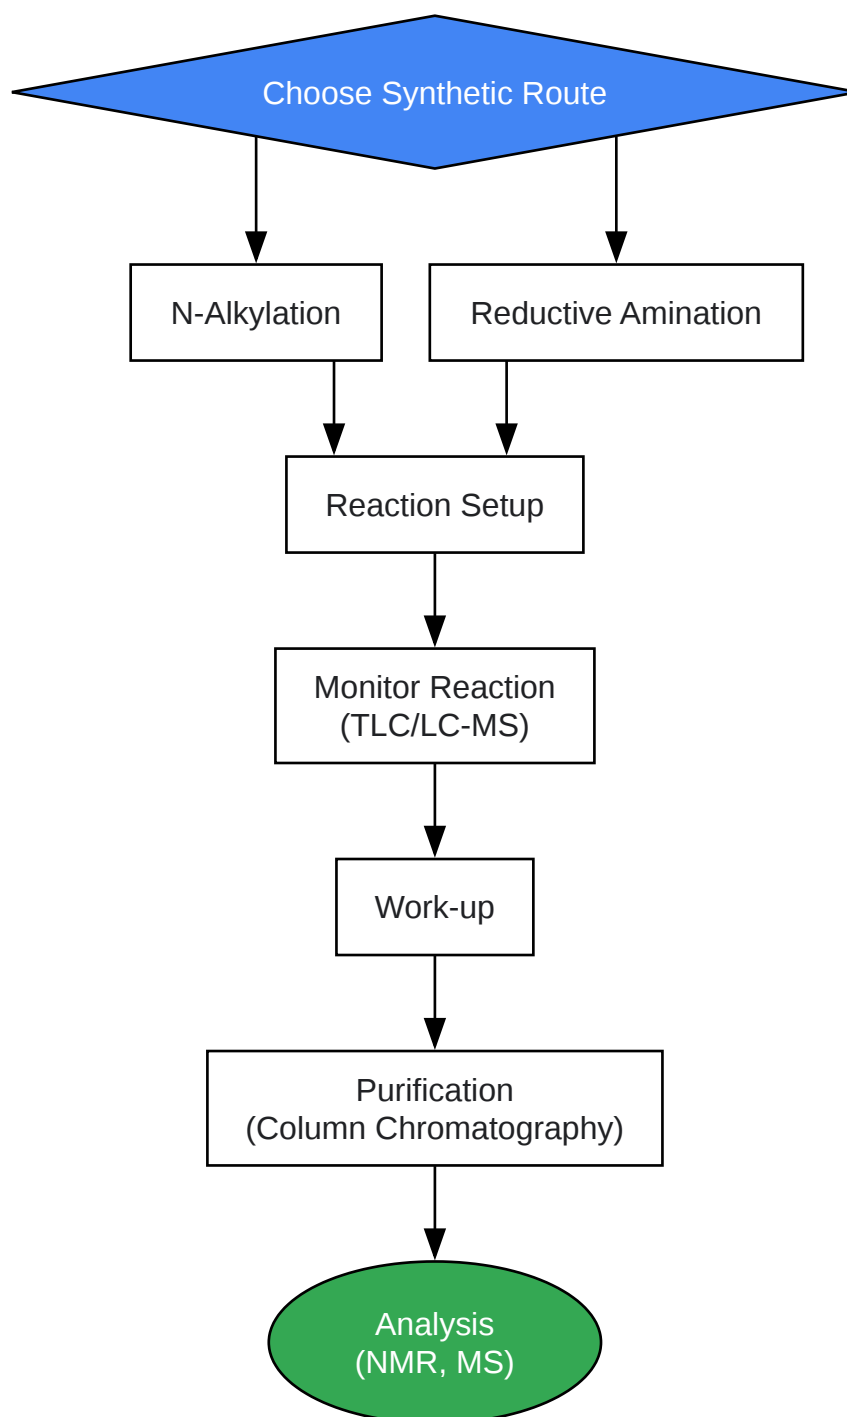 Choose Synthetic Route
N-Alkylation
Reductive Amination
Reaction Setup
Monitor Reaction
(TLC/LC-MS)
Work-up
Purification
(Column Chromatography)
Analysis
(NMR, MS)